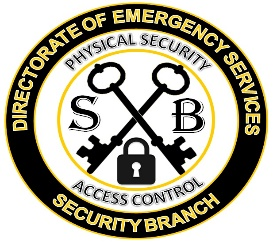 DIRECTORATE OF EMERGENCY SERVICES
PHYSICAL SECURITY
S B
ACCESS CONTROL
SECURITY BRANCH